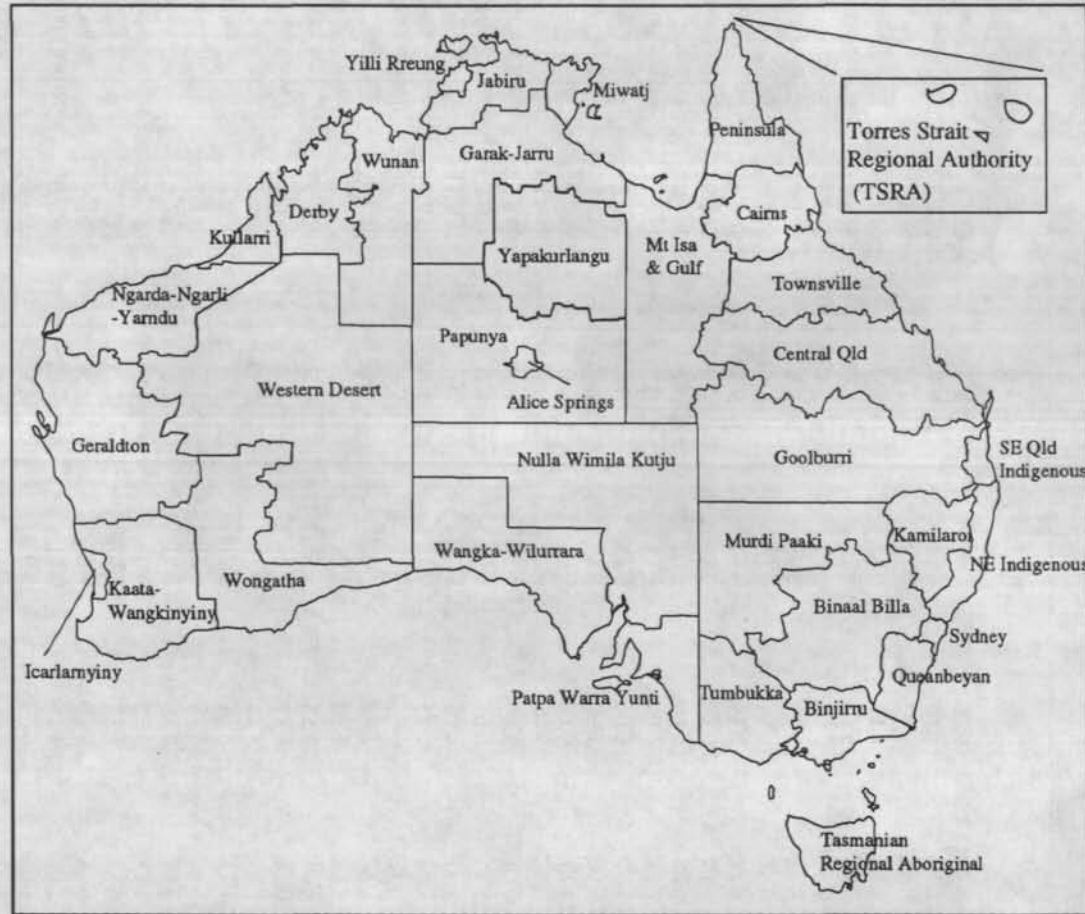 Yilli Rreung
Jabiru
Miwatj
Peninsula
Torres Strait
Regional Authority
(TSRA)
Wunan
Garak-Jarru
Derby
Cairns
Kullarri
Mt Isa
& Gulf
Yapakurlangu
Townsville
Ngarda-Ngarli
-Yarndu
Papunya
Central Qld
Western Desert
Alice Springs
Geraldton
Nulla Wimila Kutju
Goolburri
SE Qld
Indigenous
Kamilaroi
Murdi Paaki
Wangka-Wilurrara
NE Indigenous
Wongatha
Kaata-
Wangkinyiny
Binaal Billa
Sydney
Icarlarnyiny
Queanbeyan
Patpa Warra Yunti
Tumbukka
Binjirru
Tasmanian
Regional Aboriginal